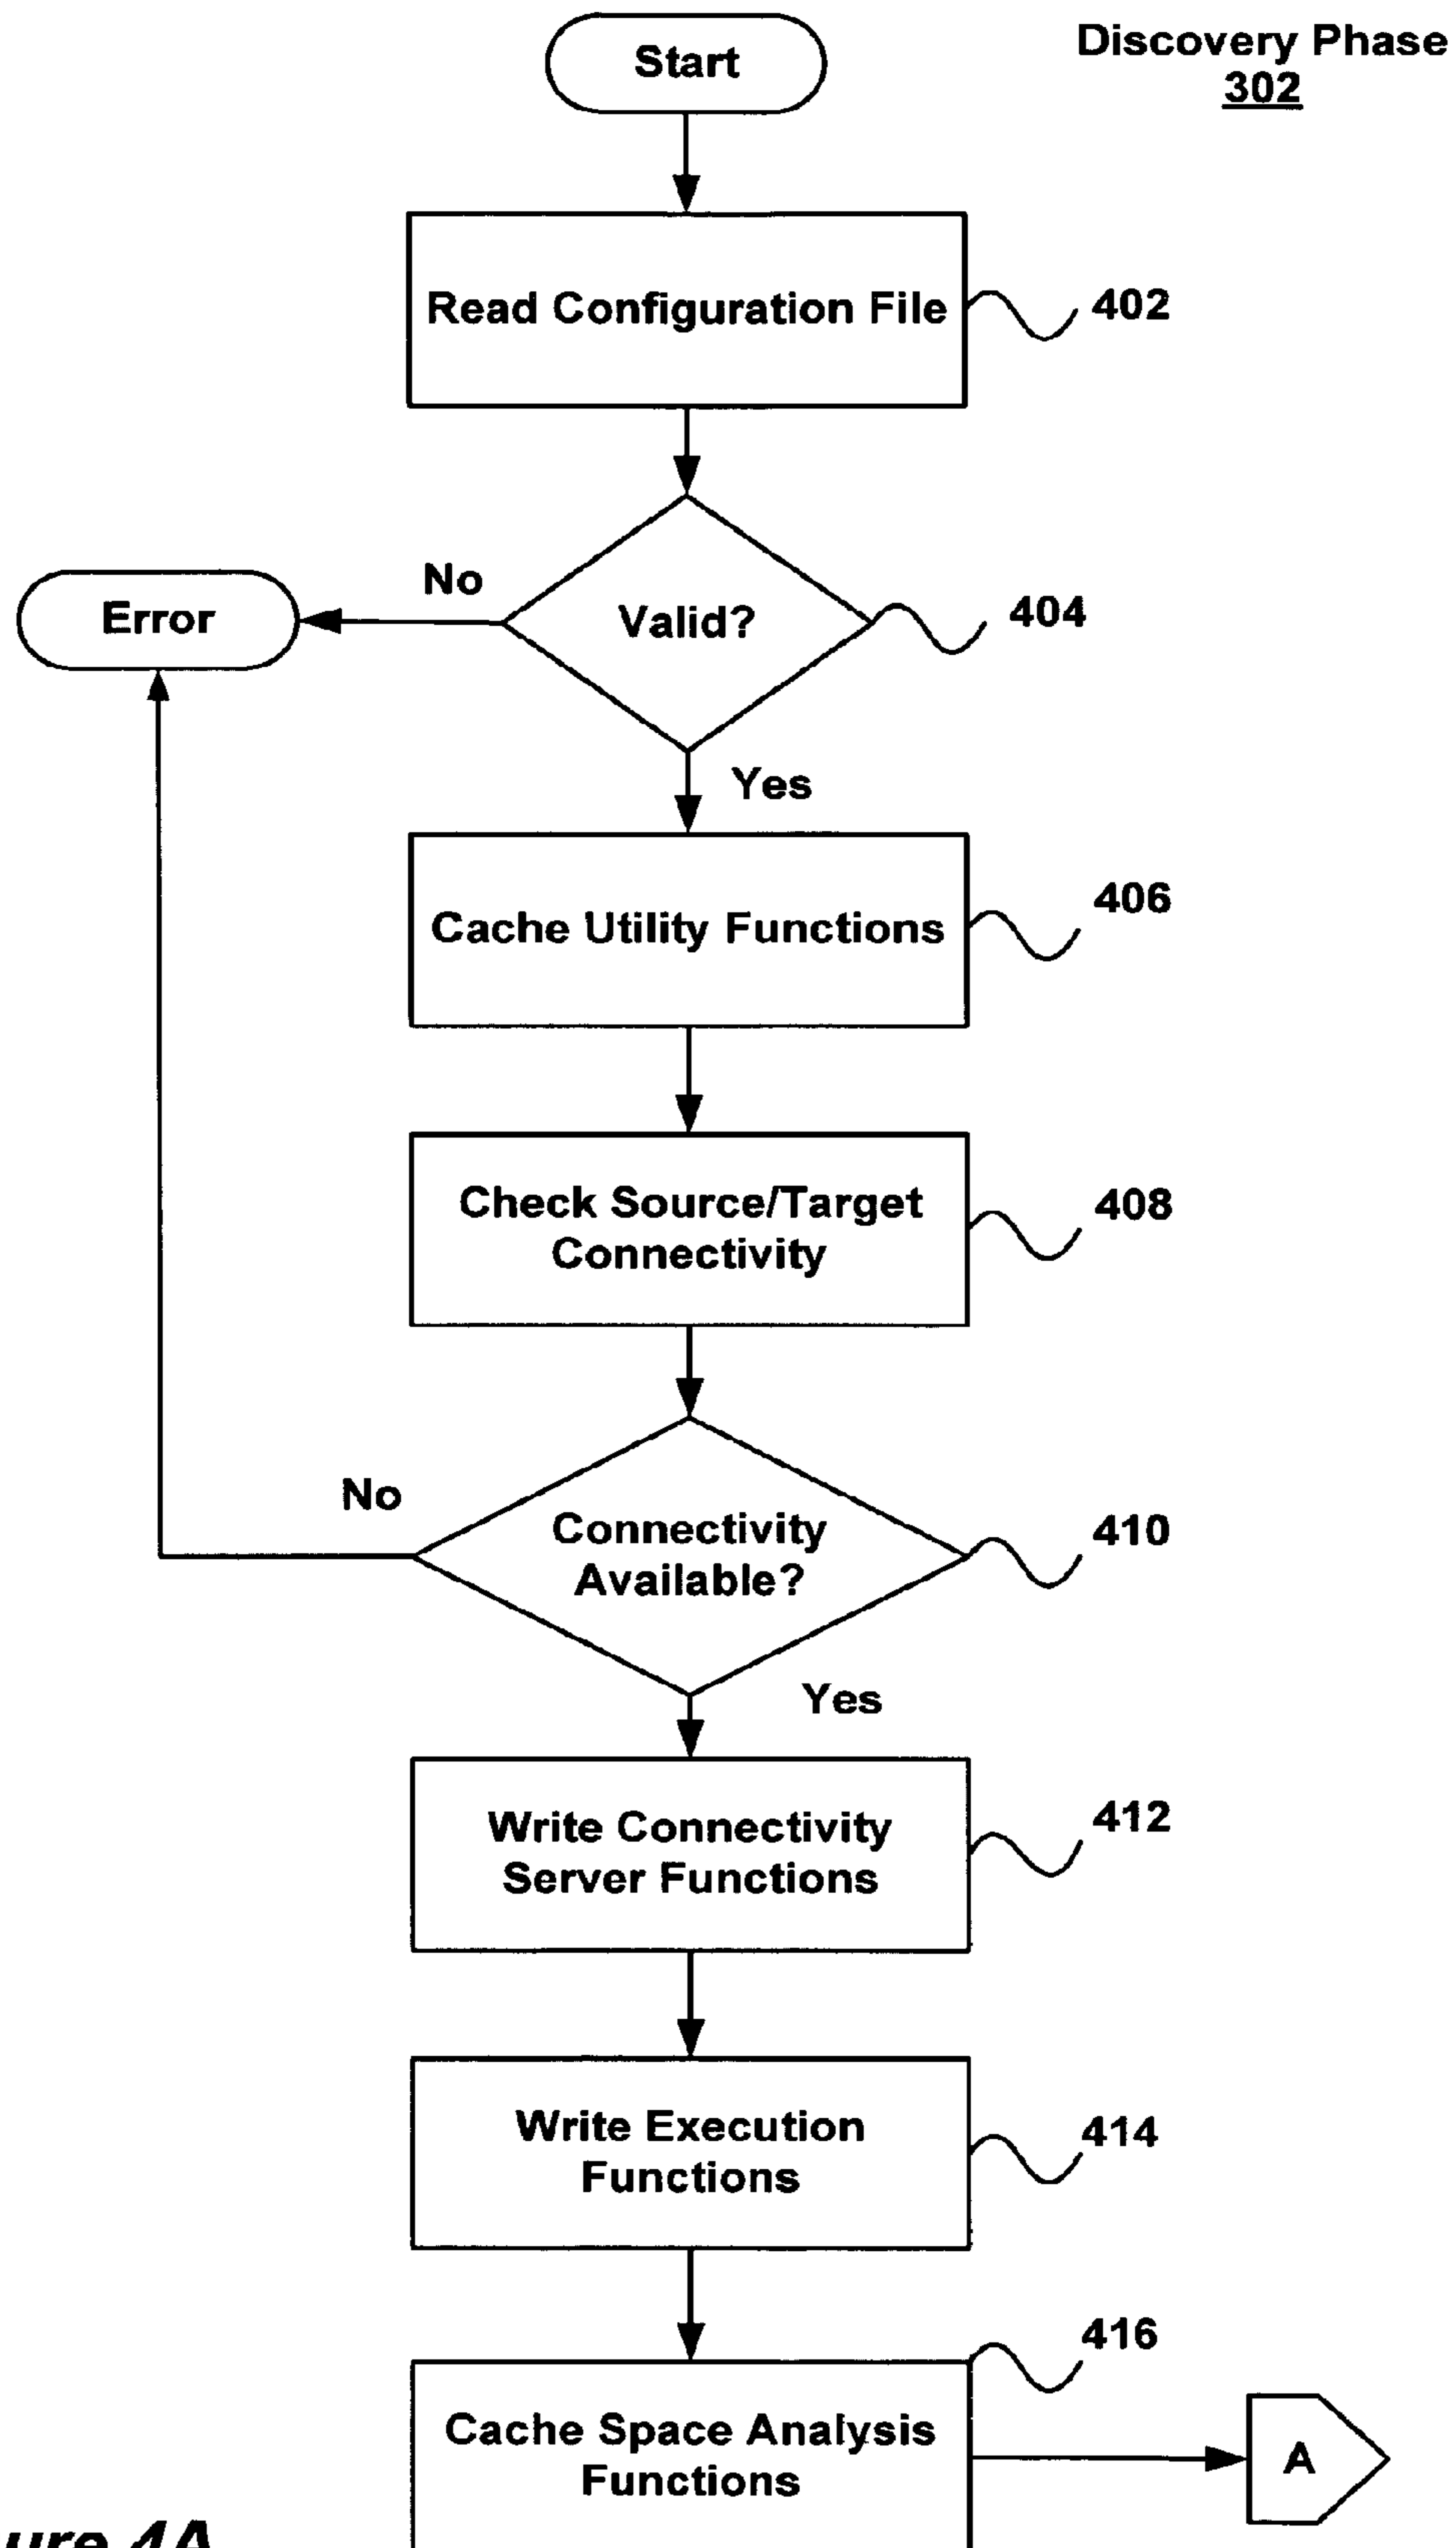 Start
Discovery Phase
302
Read Configuration File
402
No
Error
Valid?
404
Yes
Cache Utility Functions
406
Check Source/Target
Connectivity
408
No
Connectivity
Available?
410
Yes
Write Connectivity
Server Functions
412
Write Execution
Functions
414
416
Cache Space Analysis
Functions
A
4A